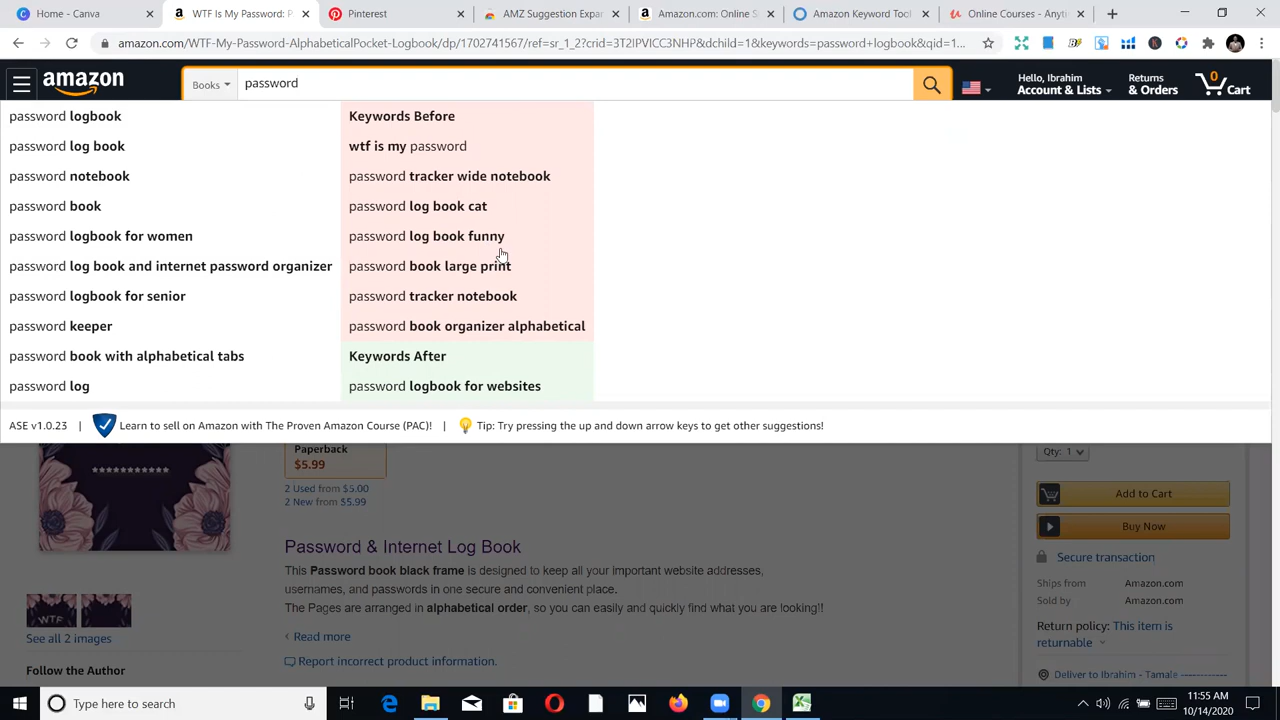 Home - Canva
WTF Is My Password: P
Pinterest
AMZ Suggestion Expa
Amazon.com: Online S
Amazon Keyword Tool
Online Courses - Anyti
amazon.com/WTF-My-Password-AlphabeticalPocket-Logbook/dp/1702741567/ref=sr_1_2?crid=3T2IPVICC3NHP&dchild=1&keywords=password+logbook&qid=1...
amazon
Books
password
Hello, Ibrahim
Account & Lists
Returns
& Orders
0
Cart
password logbook
password log book
password notebook
password book
password logbook for women
password log book and internet password organizer
password logbook for senior
password keeper
password book with alphabetical tabs
password log
Keywords Before
wtf is my password
password tracker wide notebook
password log book cat
password log book funny
password book large print
password tracker notebook
password book organizer alphabetical
Keywords After
password logbook for websites
ASE v1.0.23 | Learn to sell on Amazon with The Proven Amazon Course (PAC)! | Tip: Try pressing the up and down arrow keys to get other suggestions!
***********
WTF
See all 2 images
Follow the Author
Paperback
$5.99
2 Used from $5.00
2 New from $5.99
Password & Internet Log Book
This Password book black frame is designed to keep all your important website addresses,
usernames, and passwords in one secure and convenient place.
The Pages are arranged in alphabetical order, so you can easily and quickly find what you are looking!!
Read more
Report incorrect product information.
Qty: 1
Add to Cart
Buy Now
Secure transaction
Ships from Amazon.com
Sold by Amazon.com
Return policy: This item is
returnable
Deliver to Ibrahim - Tamale
Type here to search
11:55 AM
10/14/2020